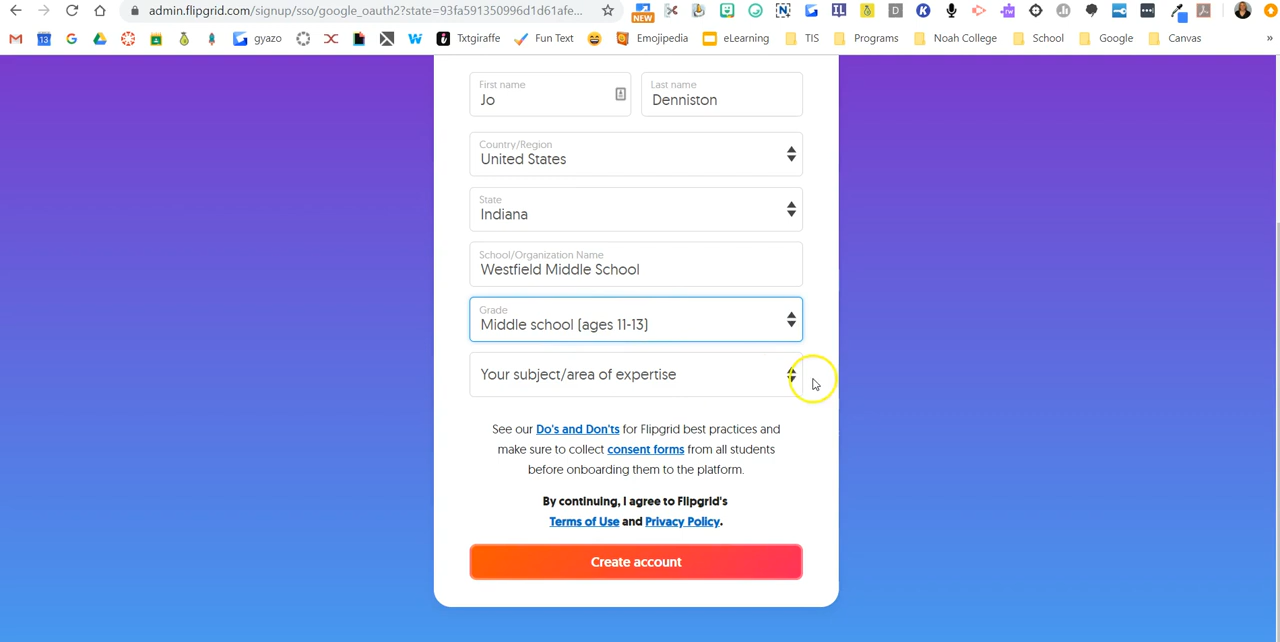 admin.flipgrid.com/signup/sso/google_oauth2?state=93fa591350996d1d61afe...
NEW
gyazo
Txtgiraffe
Fun Text
Emojipedia
eLearning
TIS
Programs
Noah College
School
Google
Canvas
»
First name
Jo
Last name
Denniston
Country/Region
United States
State
Indiana
School/Organization Name
Westfield Middle School
Grade
Middle school (ages 11-13)
Your subject/area of expertise
See our Do's and Don'ts for Flipgrid best practices and
make sure to collect consent forms from all students
before onboarding them to the platform.
By continuing, I agree to Flipgrid's
Terms of Use and Privacy Policy.
Create account